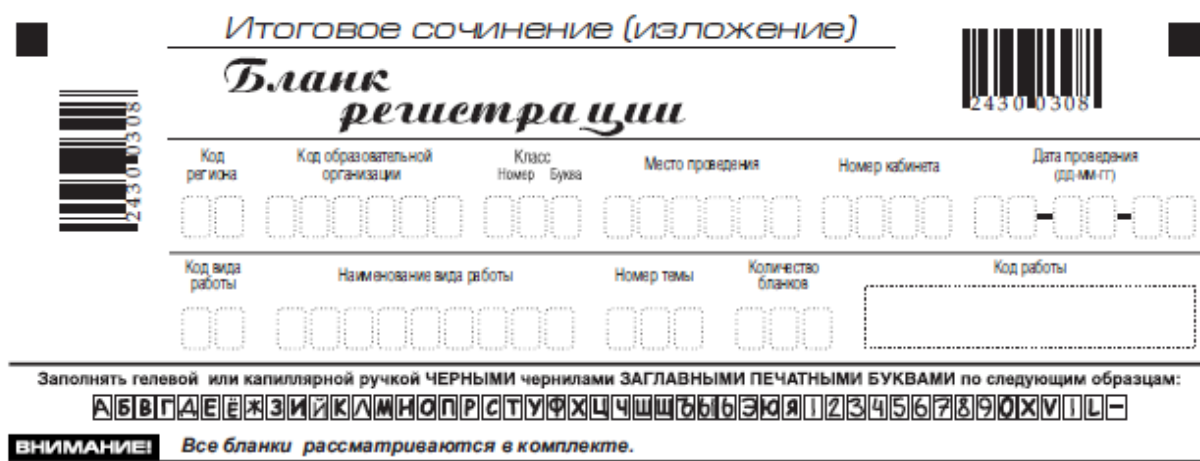 Итоговое сочинение (изложение)
Бланк
регистрации
2430 0308
2430 0308
Код региона
Код образовательной организации
Класс
Номер Буква
Место проведения
Номер кабинета
Дата проведения
(дд-мм-гг)
Код вида работы
Наименование вида работы
Номер темы
Количество бланков
Код работы
Заполнять гелевой или капиллярной ручкой ЧЕРНЫМИ чернилами ЗАГЛАВНЫМИ ПЕЧАТНЫМИ БУКВАМИ по следующим образцам:
АБВГДЕЁЖЗИЙКЛМНОПРСТУФХЦЧШЩЪЫЬЭЮЯ1234567890XVIL-
ВНИМАНИЕ! Все бланки рассматриваются в комплекте.